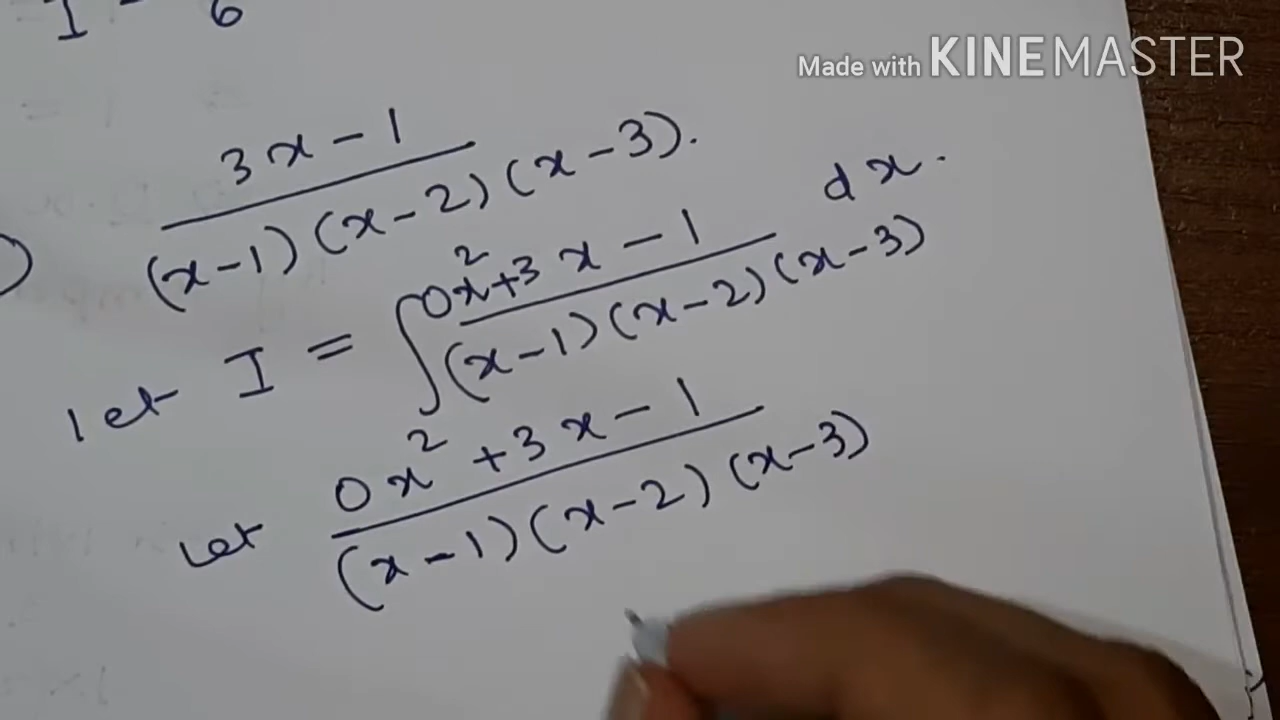 I - 6
Made with KINEMASTER
3x - 1
(x-1) (x-2) (x-3).
let I = ∫ 0x²+3x - 1 dx.
(x-1) (x-2) (x-3)
Let 0x² +3x - 1
(x-1) (x-2) (x-3)